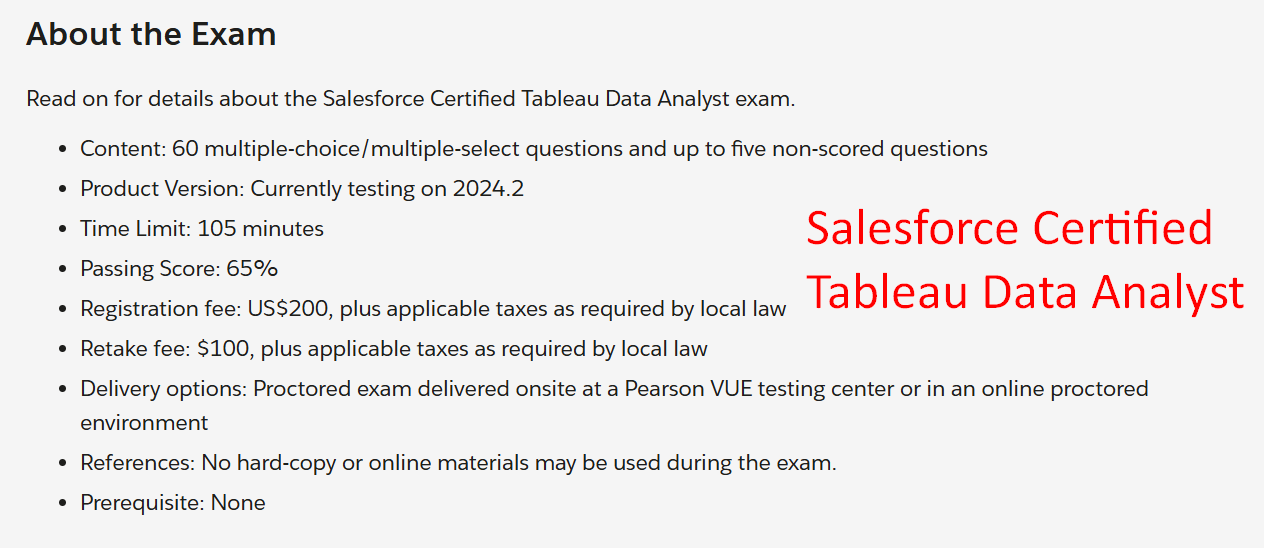 About the Exam
Read on for details about the Salesforce Certified Tableau Data Analyst exam.
• Content: 60 multiple-choice/multiple-select questions and up to five non-scored questions
• Product Version: Currently testing on 2024.2
• Time Limit: 105 minutes
• Passing Score: 65%
• Registration fee: US$200, plus applicable taxes as required by local law
• Retake fee: $100, plus applicable taxes as required by local law
• Delivery options: Proctored exam delivered onsite at a Pearson VUE testing center or in an online proctored
environment
• References: No hard-copy or online materials may be used during the exam.
• Prerequisite: None
Salesforce Certified
Tableau Data Analyst